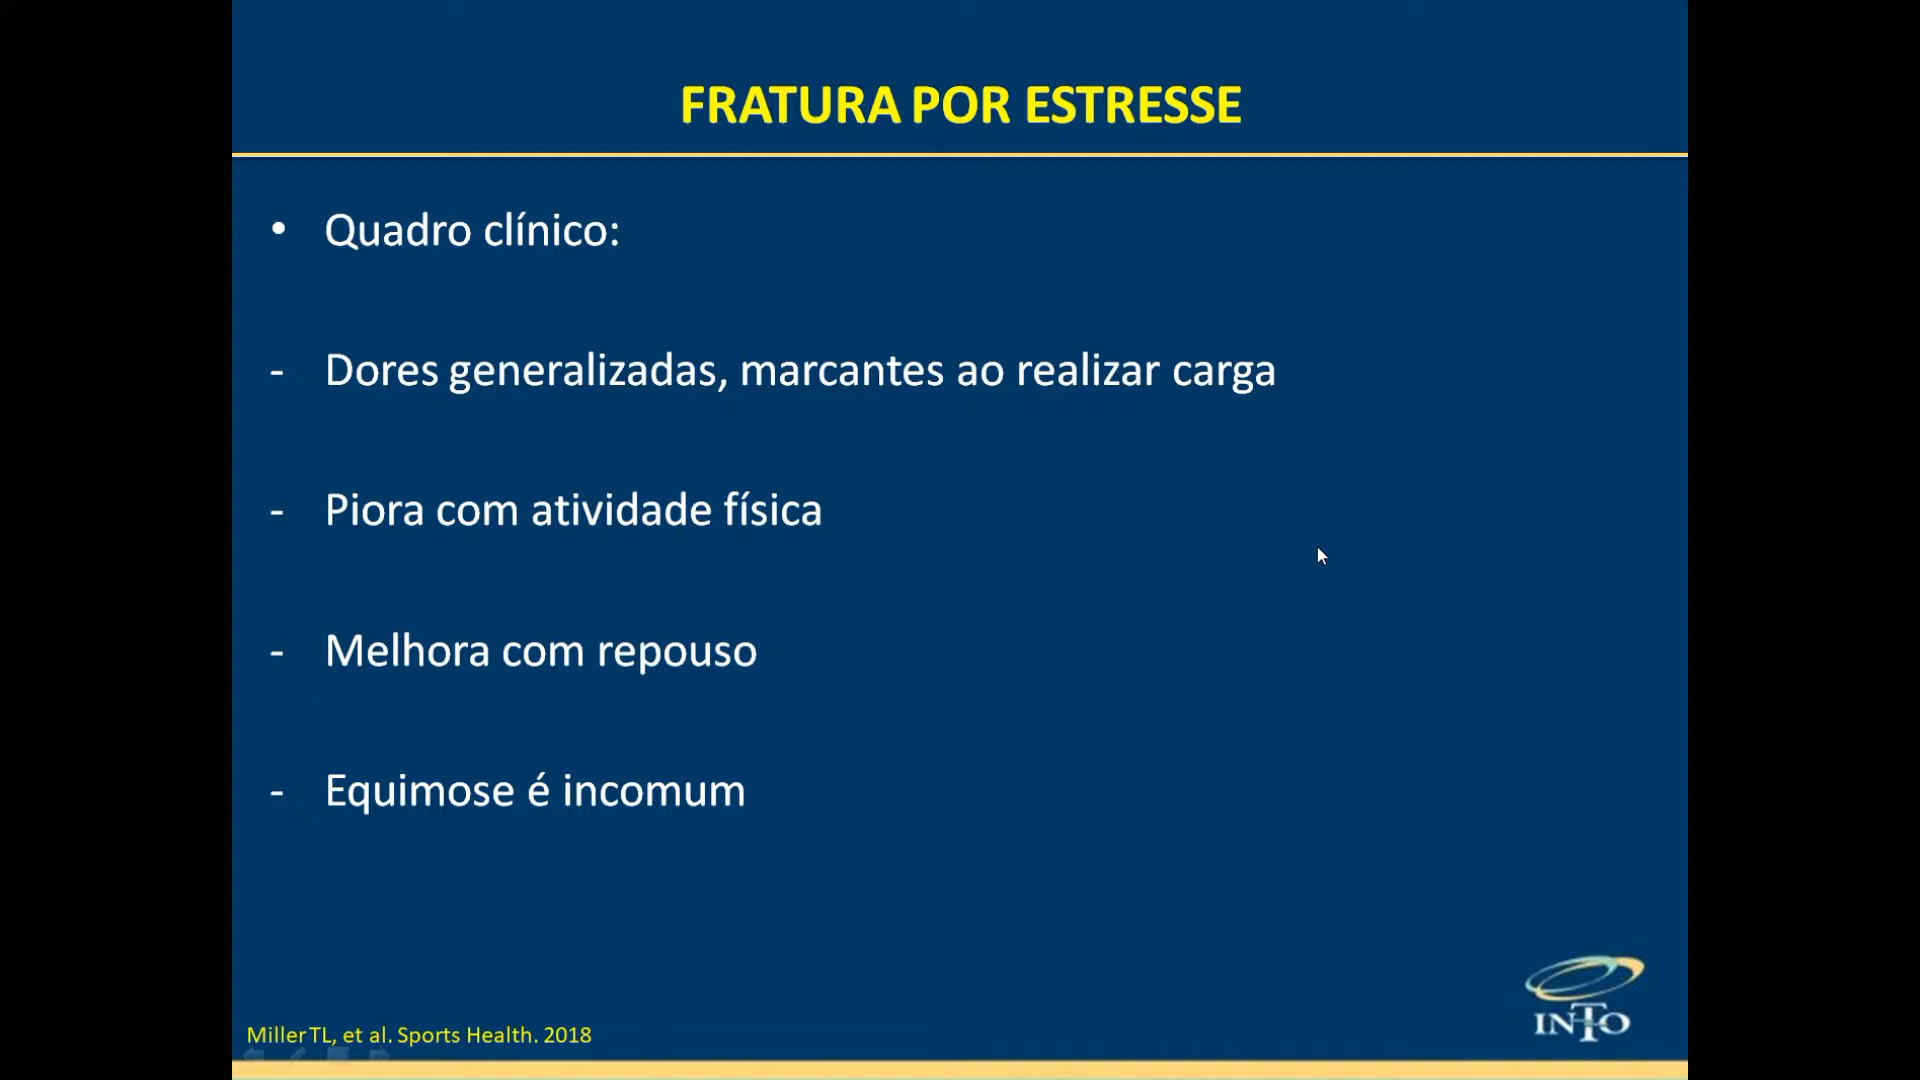 FRATURA POR ESTRESSE
• Quadro clínico:
- Dores generalizadas, marcantes ao realizar carga
- Piora com atividade física
- Melhora com repouso
- Equimose é incomum
Miller TL, et al. Sports Health. 2018
INTO